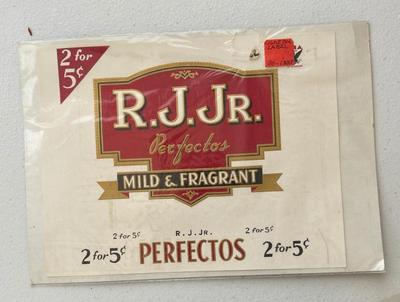 2 for
5¢
LABEL
R.J.JR.
Perfectos
MILD & FRAGRANT
2 for 5¢ R.J.JR. 2 for 5¢
2 for 5¢ PERFECTOS 2 for 5¢